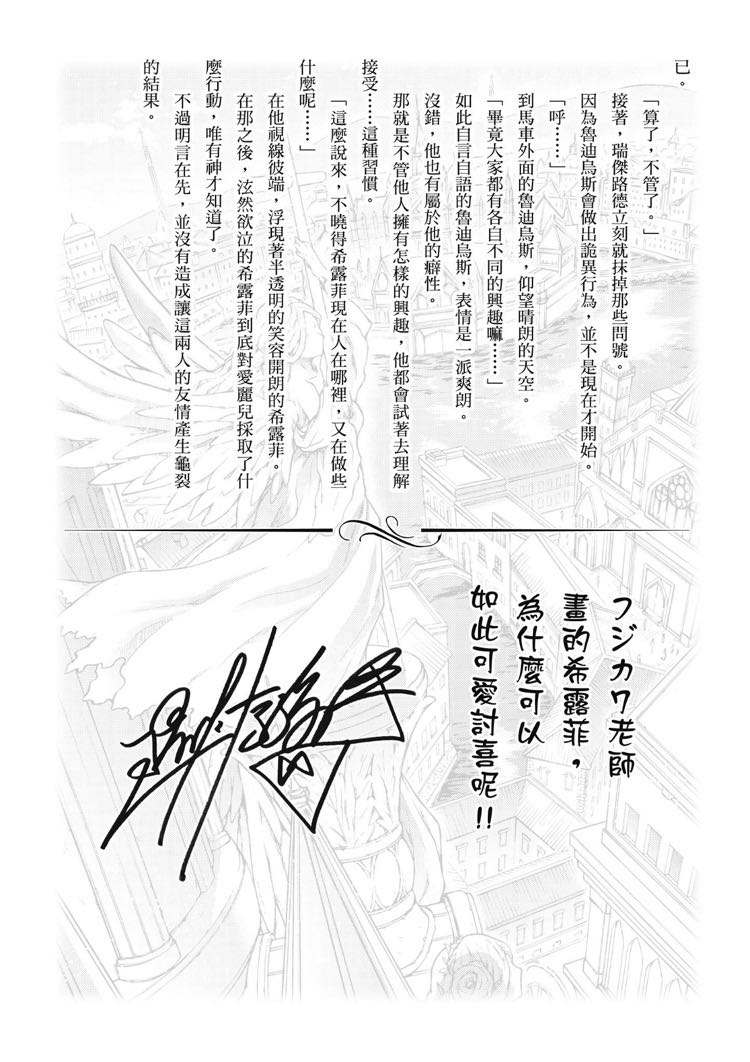 已。
「算了，不管了。」
接著，瑞傑路德立刻就抹掉那些問號。
因為魯迪烏斯會做出詭異行為，並不是現在才開始。
「呼……」
到馬車外面的魯迪烏斯，仰望晴朗的天空。
「畢竟大家都有各自不同的興趣嘛……」
如此自言自語的魯迪烏斯，表情是一派爽朗。
沒錯，他也有屬於他的癖性。
那就是不管他人擁有怎樣的興趣，他都會試著去理解
接受……這種習慣。
「這麼說來，不曉得希露菲現在人在哪裡，又在做些
什麼呢……」
在他視線彼端，浮現著半透明的笑容開朗的希露菲。
在那之後，泫然欲泣的希露菲到底對愛麗兒採取了什
麼行動，唯有神才知道了。
不過明言在先，並沒有造成讓這兩人的友情產生龜裂
的結果。
フジカワ老師
畫的希露菲，
為什麼可以
如此可愛討喜呢!!